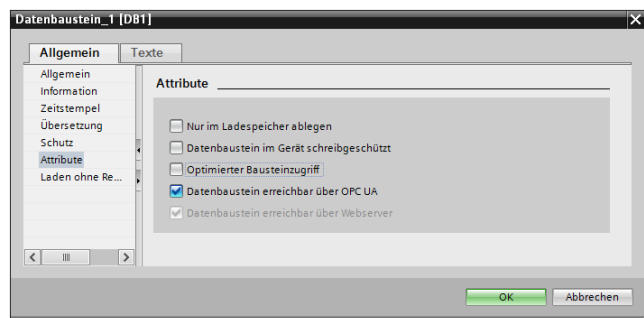 Datenbaustein_1 [DB1]
Allgemein
Texte
Allgemein
Information
Zeitstempel
Übersetzung
Schutz
Attribute
Laden ohne Re...
Attribute
Nur im Ladespeicher ablegen
Datenbaustein im Gerät schreibgeschützt
Optimierter Bausteinzugriff
Datenbaustein erreichbar über OPC UA
Datenbaustein erreichbar über Webserver
OK
Abbrechen